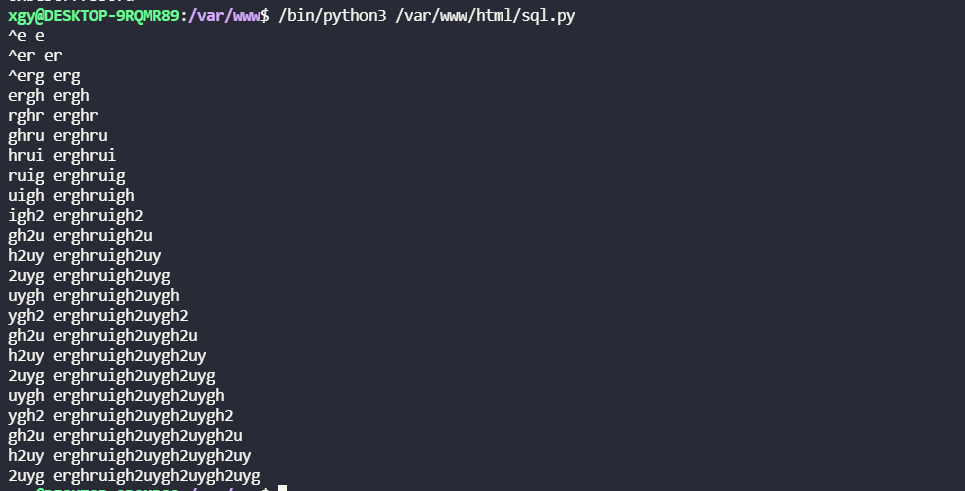 xgy@DESKTOP-9RQMR89:/var/www$ /bin/python3 /var/www/html/sql.py
^e e
^er er
^erg erg
ergh ergh
rghr erghr
ghru erghru
hrui erghrui
ruig erghruig
uigh erghruigh
igh2 erghruigh2
gh2u erghruigh2u
h2uy erghruigh2uy
2uyg erghruigh2uyg
uygh erghruigh2uygh
ygh2 erghruigh2uygh2
gh2u erghruigh2uygh2u
h2uy erghruigh2uygh2uy
2uyg erghruigh2uygh2uyg
uygh erghruigh2uygh2uygh
ygh2 erghruigh2uygh2uygh2
gh2u erghruigh2uygh2uygh2u
h2uy erghruigh2uygh2uygh2uy
2uyg erghruigh2uygh2uygh2uyg